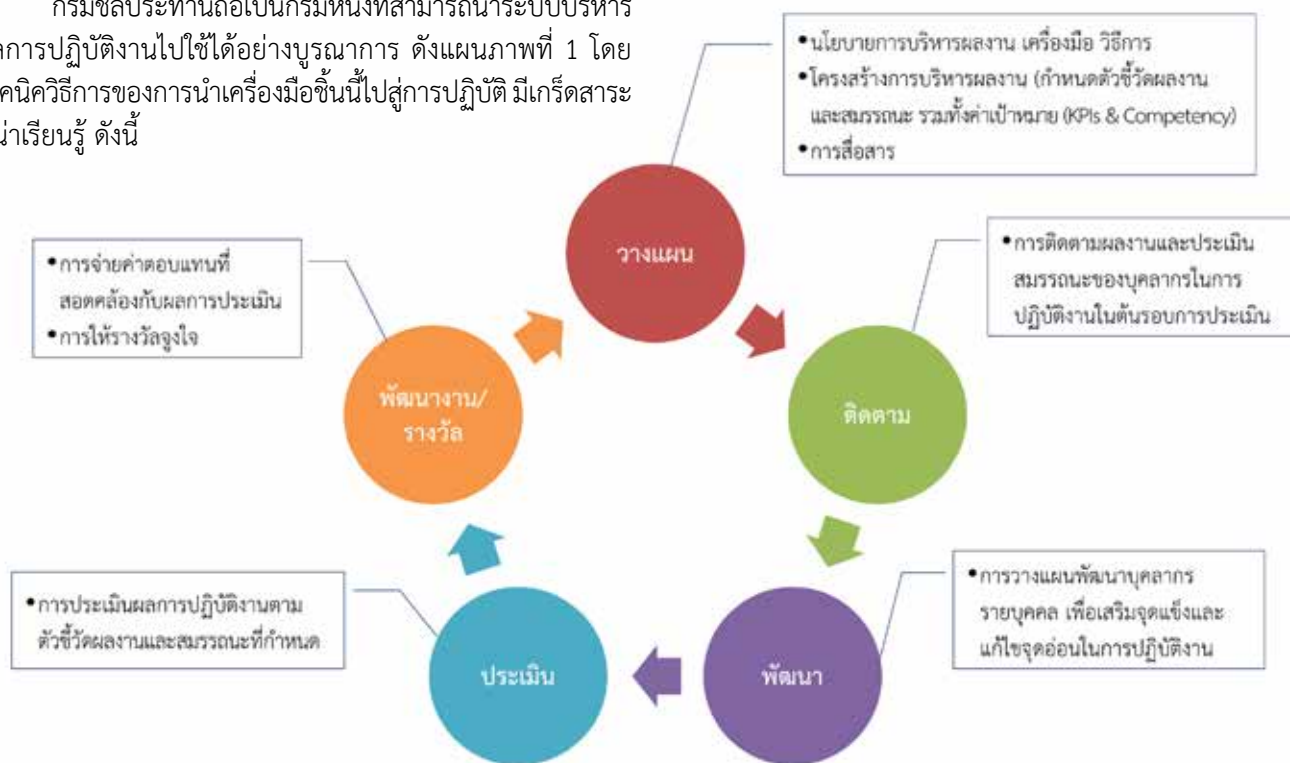 กรมชลประทานถือเป็นกรมหนึ่งที่สามารถนำระบบบริหาร
ลการปฏิบัติงานไปใช้ได้อย่างบูรณาการ ดังแผนภาพที่ 1 โดย
คนิควิธีการของการนำเครื่องมือชิ้นนี้ไปสู่การปฏิบัติ มีเกร็ดสาระ
น่าเรียนรู้ ดังนี้
•นโยบายการบริหารผลงาน เครื่องมือ วิธีการ
•โครงสร้างการบริหารผลงาน (กำหนดตัวชี้วัดผลงาน
และสมรรถนะ รวมทั้งค่าเป้าหมาย (KPIs & Competency)
•การสื่อสาร
วางแผน
•การติดตามผลงานและประเมิน
สมรรถนะของบุคลากรในการ
ปฏิบัติงานในต้นรอบการประเมิน
ติดตาม
•การวางแผนพัฒนาบุคลากร
รายบุคคล เพื่อเสริมจุดแข็งและ
แก้ไขจุดอ่อนในการปฏิบัติงาน
พัฒนา
•การประเมินผลการปฏิบัติงานตาม
ตัวชี้วัดผลงานและสมรรถนะที่กำหนด
ประเมิน
•การจ่ายค่าตอบแทนที่
สอดคล้องกับผลการประเมิน
•การให้รางวัลจูงใจ
พัฒนางาน/
รางวัล